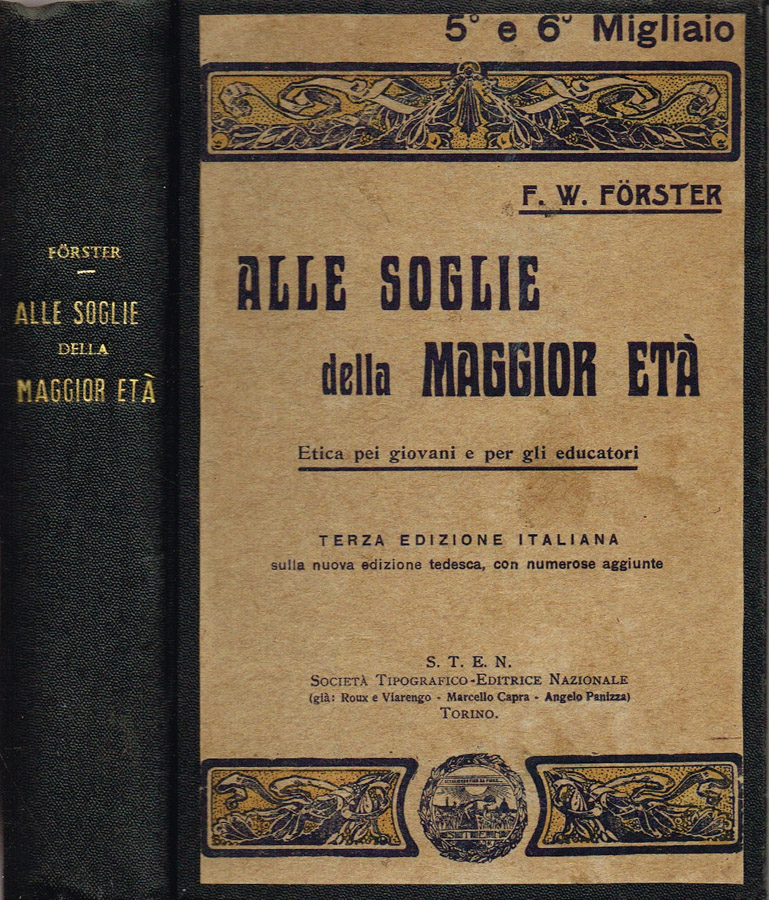 FÖRSTER
ALLE SOGLIE
DELLA
MAGGIOR ETÀ
5° e 6° Migliaio
F. W. FÖRSTER
ALLE SOGLIE
della MAGGIOR ETÀ
Etica pei giovani e per gli educatori
TERZA EDIZIONE ITALIANA
sulla nuova edizione tedesca, con numerose aggiunte
S. T. E. N.
SOCIETÀ TIPOGRAFICO-EDITRICE NAZIONALE
(già: Roux e Viarengo - Marcello Capra - Angelo Panizza)
TORINO.